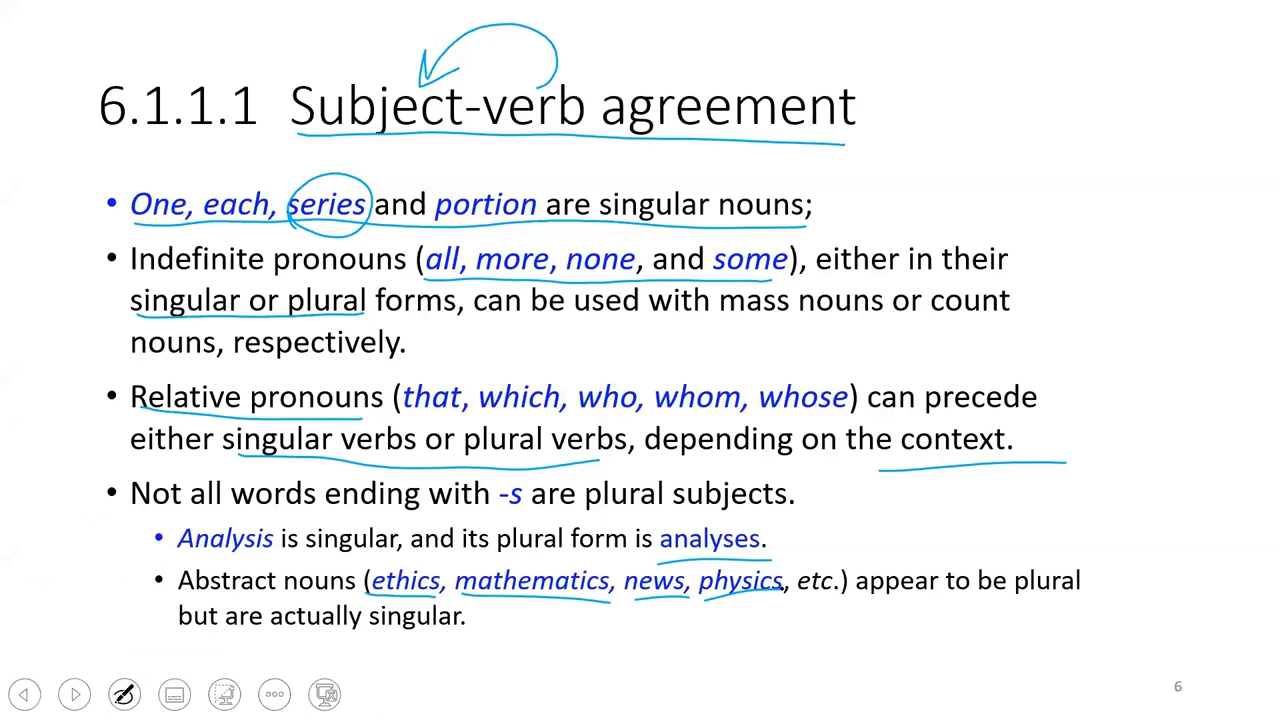 6.1.1.1 Subject-verb agreement
• One, each, series and portion are singular nouns;
• Indefinite pronouns (all, more, none, and some), either in their
singular or plural forms, can be used with mass nouns or count
nouns, respectively.
• Relative pronouns (that, which, who, whom, whose) can precede
either singular verbs or plural verbs, depending on the context.
• Not all words ending with -s are plural subjects.
• Analysis is singular, and its plural form is analyses.
• Abstract nouns (ethics, mathematics, news, physics, etc.) appear to be plural
but are actually singular.
6